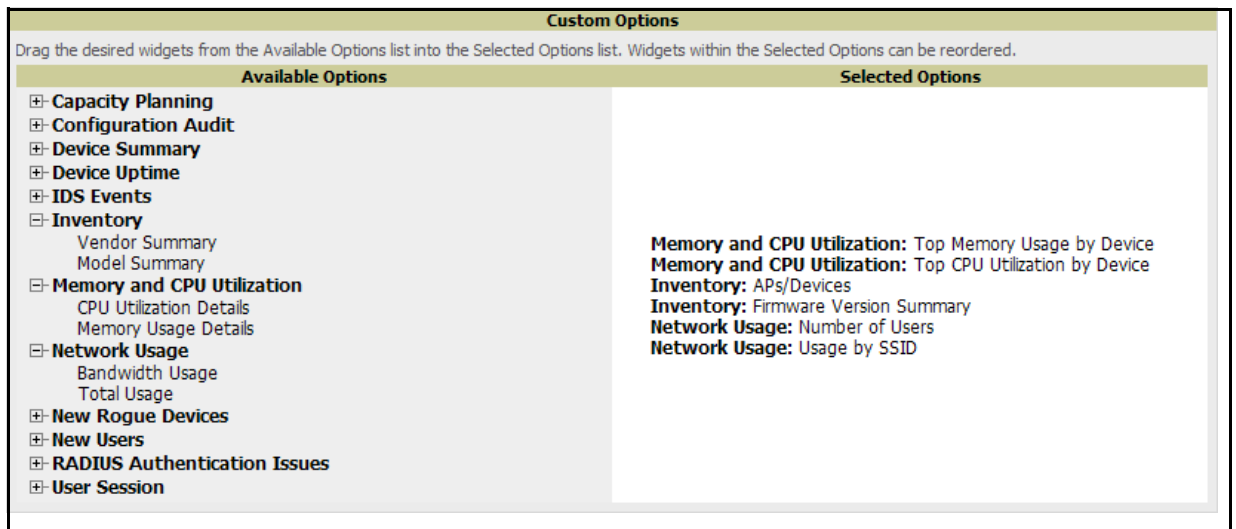 Custom Options
Drag the desired widgets from the Available Options list into the Selected Options list. Widgets within the Selected Options can be reordered.
Available Options
Capacity Planning
Configuration Audit
Device Summary
Device Uptime
IDS Events
Inventory
Vendor Summary
Model Summary
Memory and CPU Utilization
CPU Utilization Details
Memory Usage Details
Network Usage
Bandwidth Usage
Total Usage
New Rogue Devices
New Users
RADIUS Authentication Issues
User Session
Selected Options
Memory and CPU Utilization: Top Memory Usage by Device
Memory and CPU Utilization: Top CPU Utilization by Device
Inventory: APs/Devices
Inventory: Firmware Version Summary
Network Usage: Number of Users
Network Usage: Usage by SSID